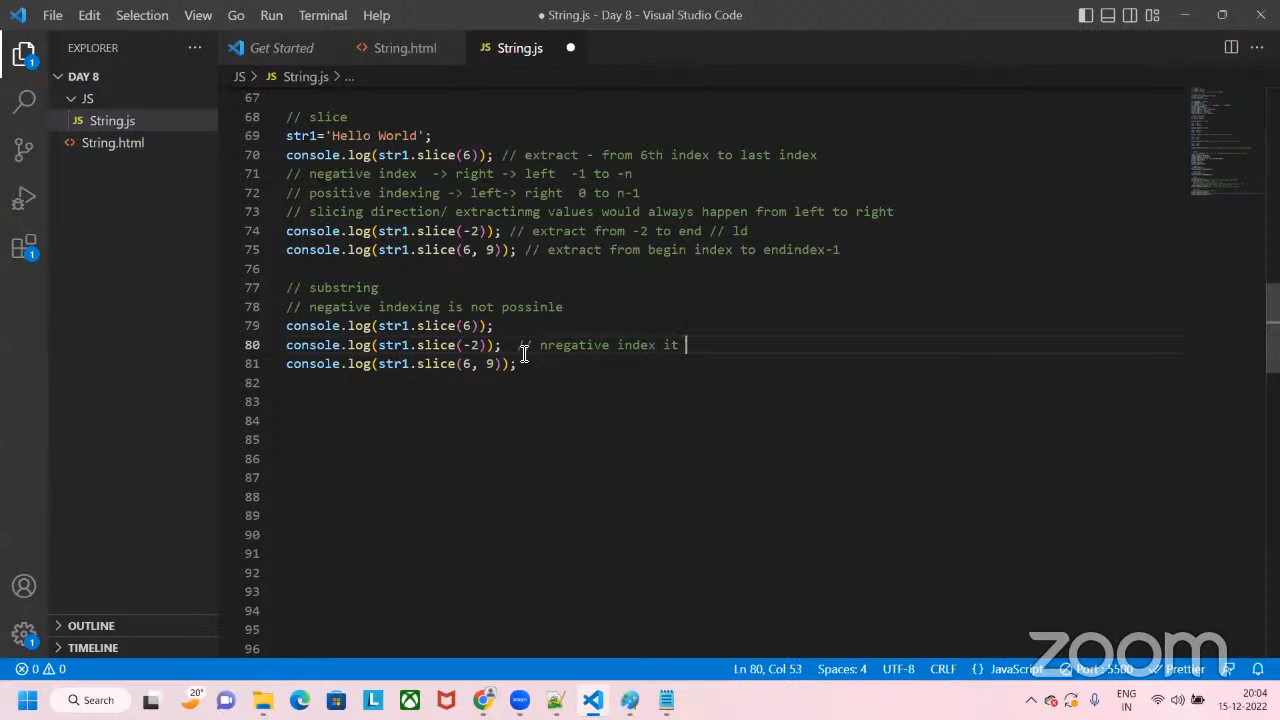 File Edit Selection View Go Run Terminal Help
● String.js - Day 8 - Visual Studio Code
EXPLORER
Get Started
String.html
JS String.js
DAY 8
JS
JS String.js
String.html
JS > JS String.js > ...
67
68 // slice
69 str1='Hello World';
70 console.log(str1.slice(6)); // extract - from 6th index to last index
71 // negative index -> right -> left -1 to -n
72 // positive indexing -> left-> right 0 to n-1
73 // slicing direction/ extractinmg values would always happen from left to right
74 console.log(str1.slice(-2)); // extract from -2 to end // ld
75 console.log(str1.slice(6, 9)); // extract from begin index to endindex-1
76
77 // substring
78 // negative indexing is not possinle
79 console.log(str1.slice(6));
80 console.log(str1.slice(-2)); // nregative index it
81 console.log(str1.slice(6, 9));
82
83
84
85
86
87
88
89
90
91
92
93
94
95
96
1
1
1
OUTLINE
TIMELINE
zoom
0 0
Ln 80, Col 53 Spaces: 4 UTF-8 CRLF {} JavaScript Port : 5500 Prettier
20°
Search
ENG
IN
20:04
15-12-2022